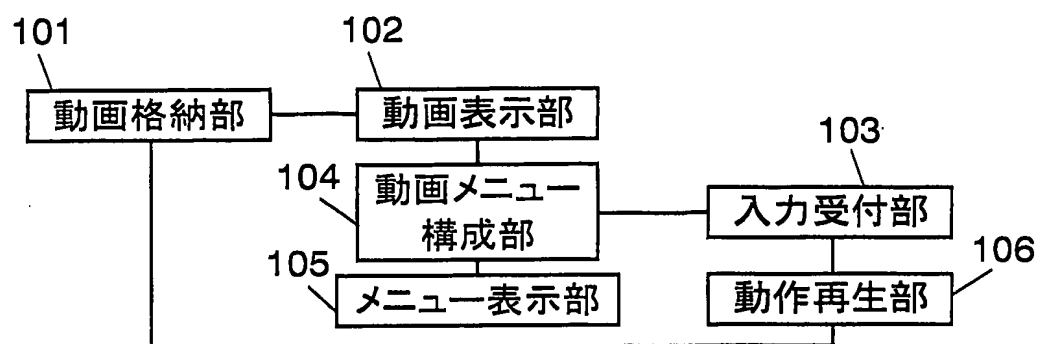 101
102
動画格納部
動画表示部
103
104
動画メニュー
構成部
入力受付部
105
メニュー表示部
106
動作再生部